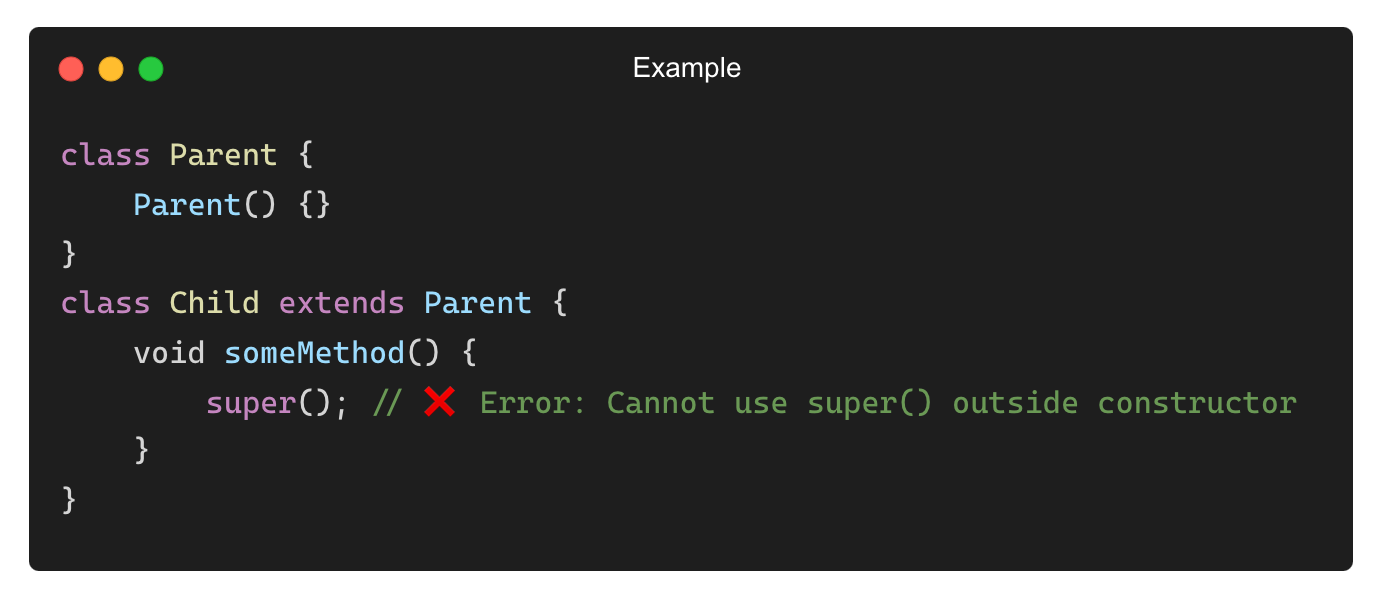 Example
class Parent {
    Parent() {}
}
class Child extends Parent {
    void someMethod() {
        super(); // ❌ Error: Cannot use super() outside constructor
    }
}